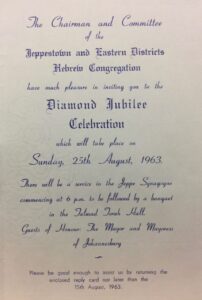 The Chairman and Committee
of the
Jeppestown and Eastern Districts
Hebrew Congregation
have much pleasure in inviting you to the
Diamond Jubilee
Celebration
which will take place on
Sunday, 25th August, 1963.
There will be a service in the Jeppe Synagogue
commencing at 6 p.m. to be followed by a banquet
in the Talmud Torah Hall.
Guests of Honour: The Mayor and Mayoress
of Johannesburg
Please be good enough to assist us by returning the
enclosed reply card not later than the
15th August, 1963.